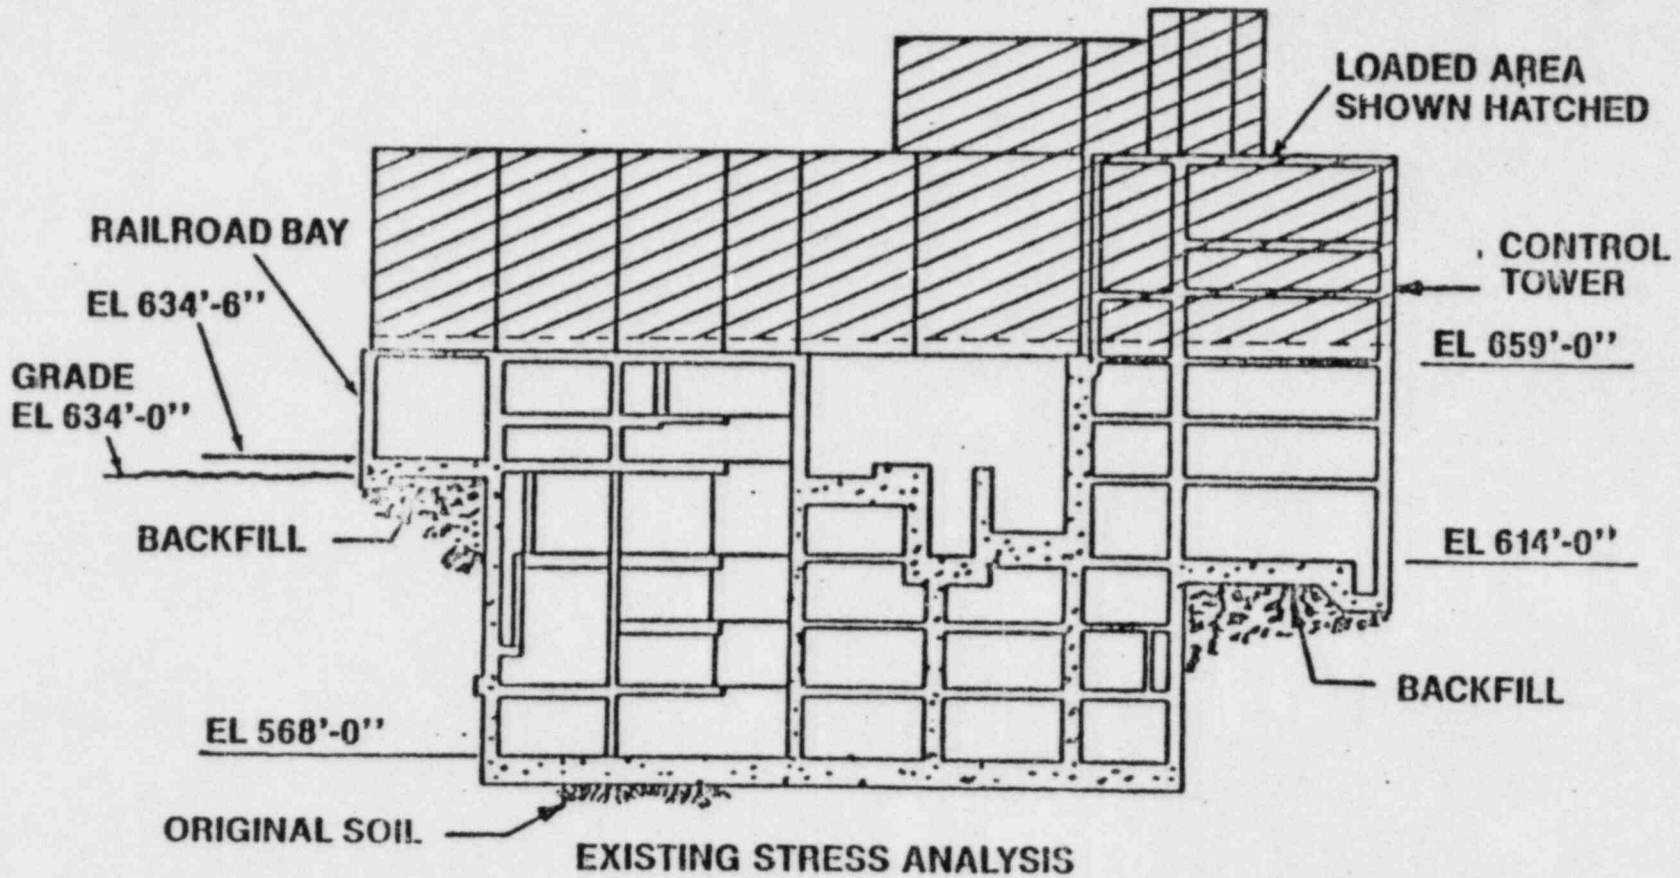 LOADED AREA
SHOWN HATCHED
RAILROAD BAY
EL 634'-6''
GRADE
EL 634'-0''
CONTROL
TOWER
EL 659'-0''
BACKFILL
EL 614'-0''
BACKFILL
EL 568'-0''
ORIGINAL SOIL
EXISTING STRESS ANALYSIS